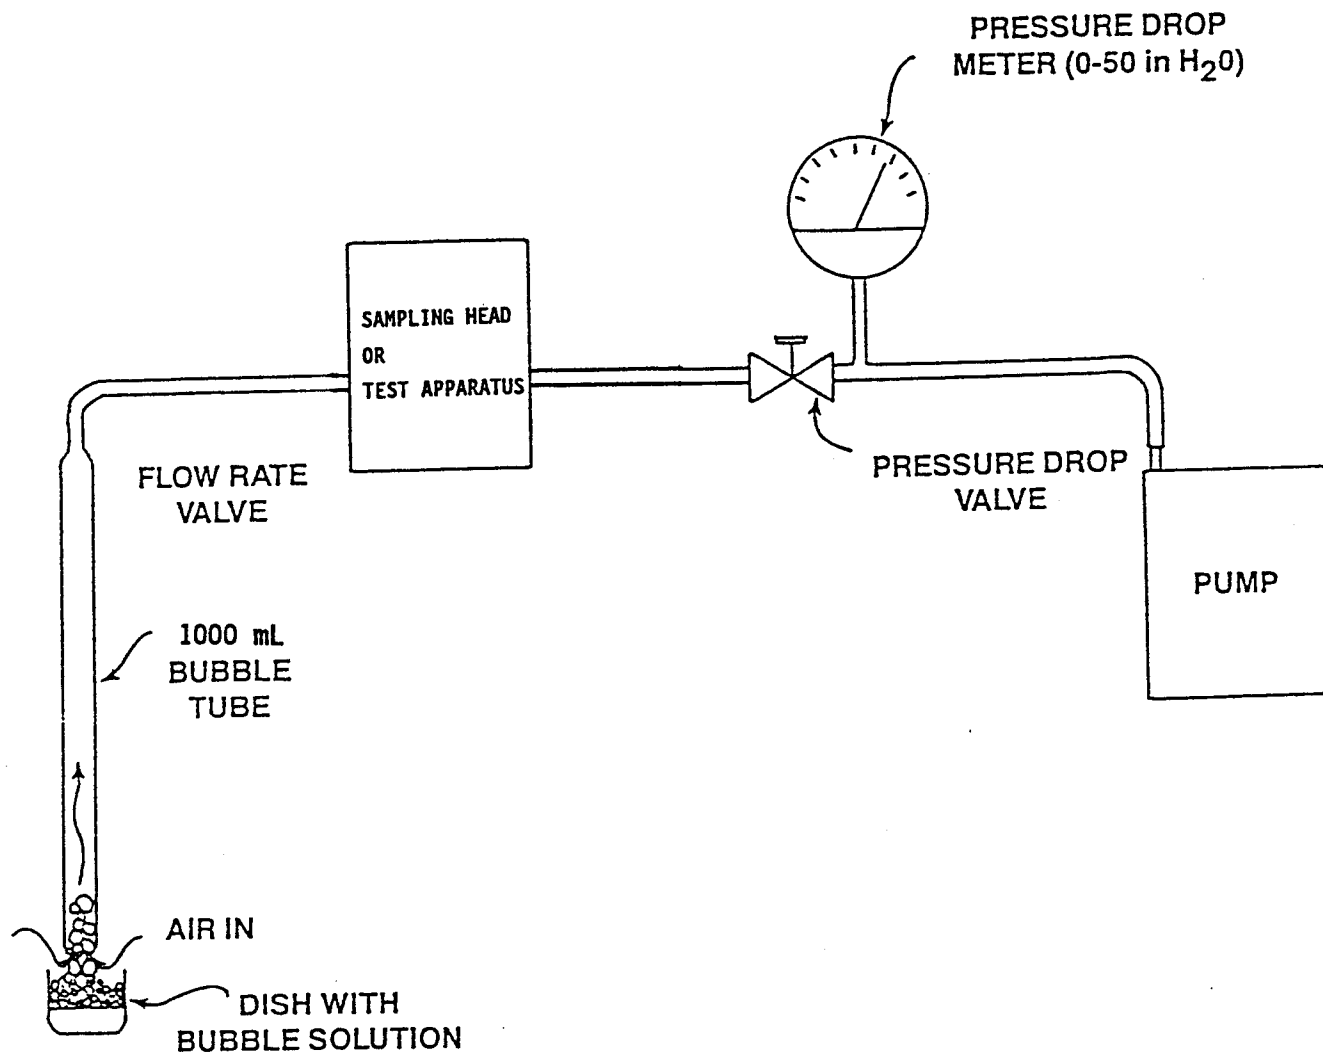 PRESSURE DROP
METER (0-50 in H₂0)
SAMPLING HEAD
OR
TEST APPARATUS
FLOW RATE
VALVE
PRESSURE DROP
VALVE
PUMP
1000 mL
BUBBLE
TUBE
AIR IN
DISH WITH
BUBBLE SOLUTION